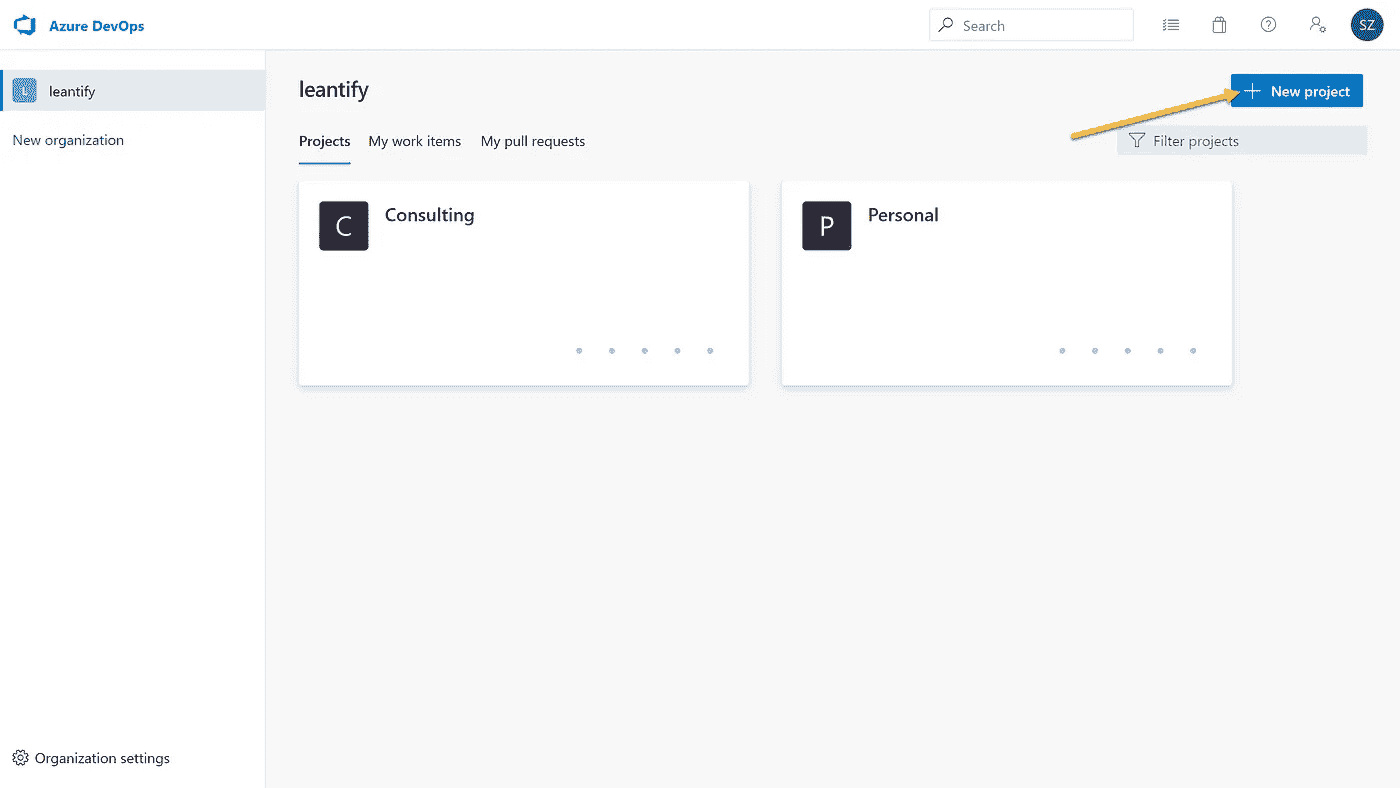 Azure DevOps
Search
SZ
L leantify
New organization
leantify
New project
Projects My work items My pull requests
Filter projects
C Consulting
P Personal
Organization settings